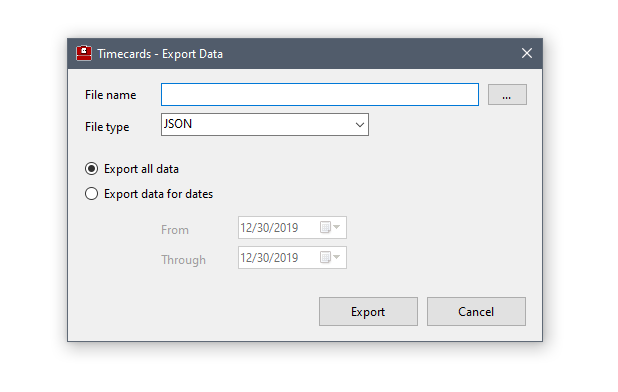 Timecards - Export Data
File name
...
File type
JSON
Export all data
Export data for dates
From
12/30/2019
Through
12/30/2019
Export
Cancel